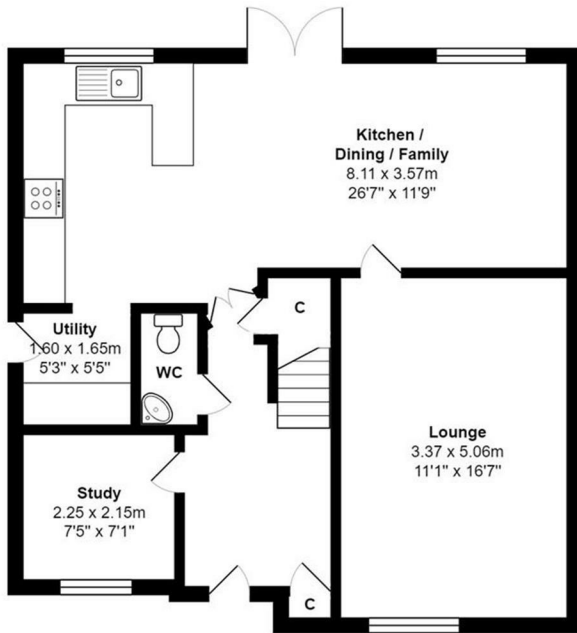 Kitchen /
Dining / Family
8.11 x 3.57m
26'7" x 11'9"
C
Utility
1.60 x 1.65m
5'3" x 5'5"
WC
Lounge
3.37 x 5.06m
11'1" x 16'7"
Study
2.25 x 2.15m
7'5" x 7'1"
C